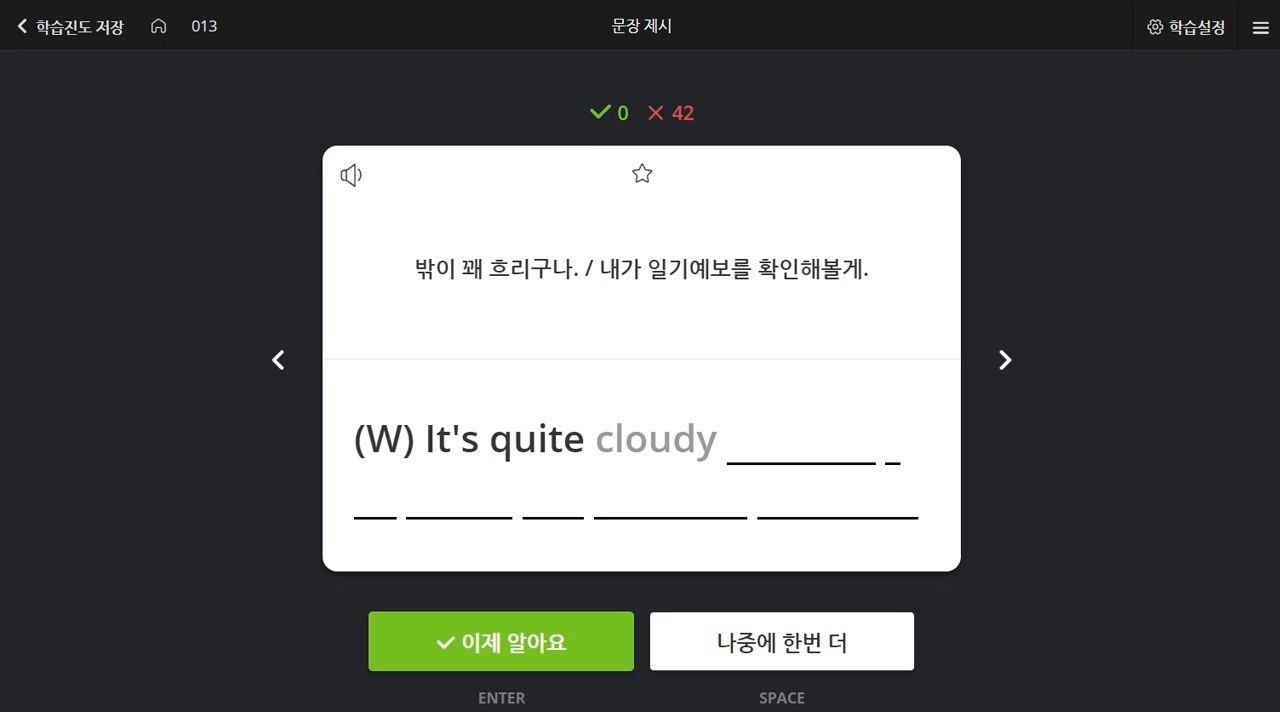 학습진도 저장 013 문장 제시 학습설정
0 42
밖이 꽤 흐리구나. / 내가 일기예보를 확인해볼게.
(W) It's quite cloudy
이제 알아요 나중에 한번 더
ENTER SPACE